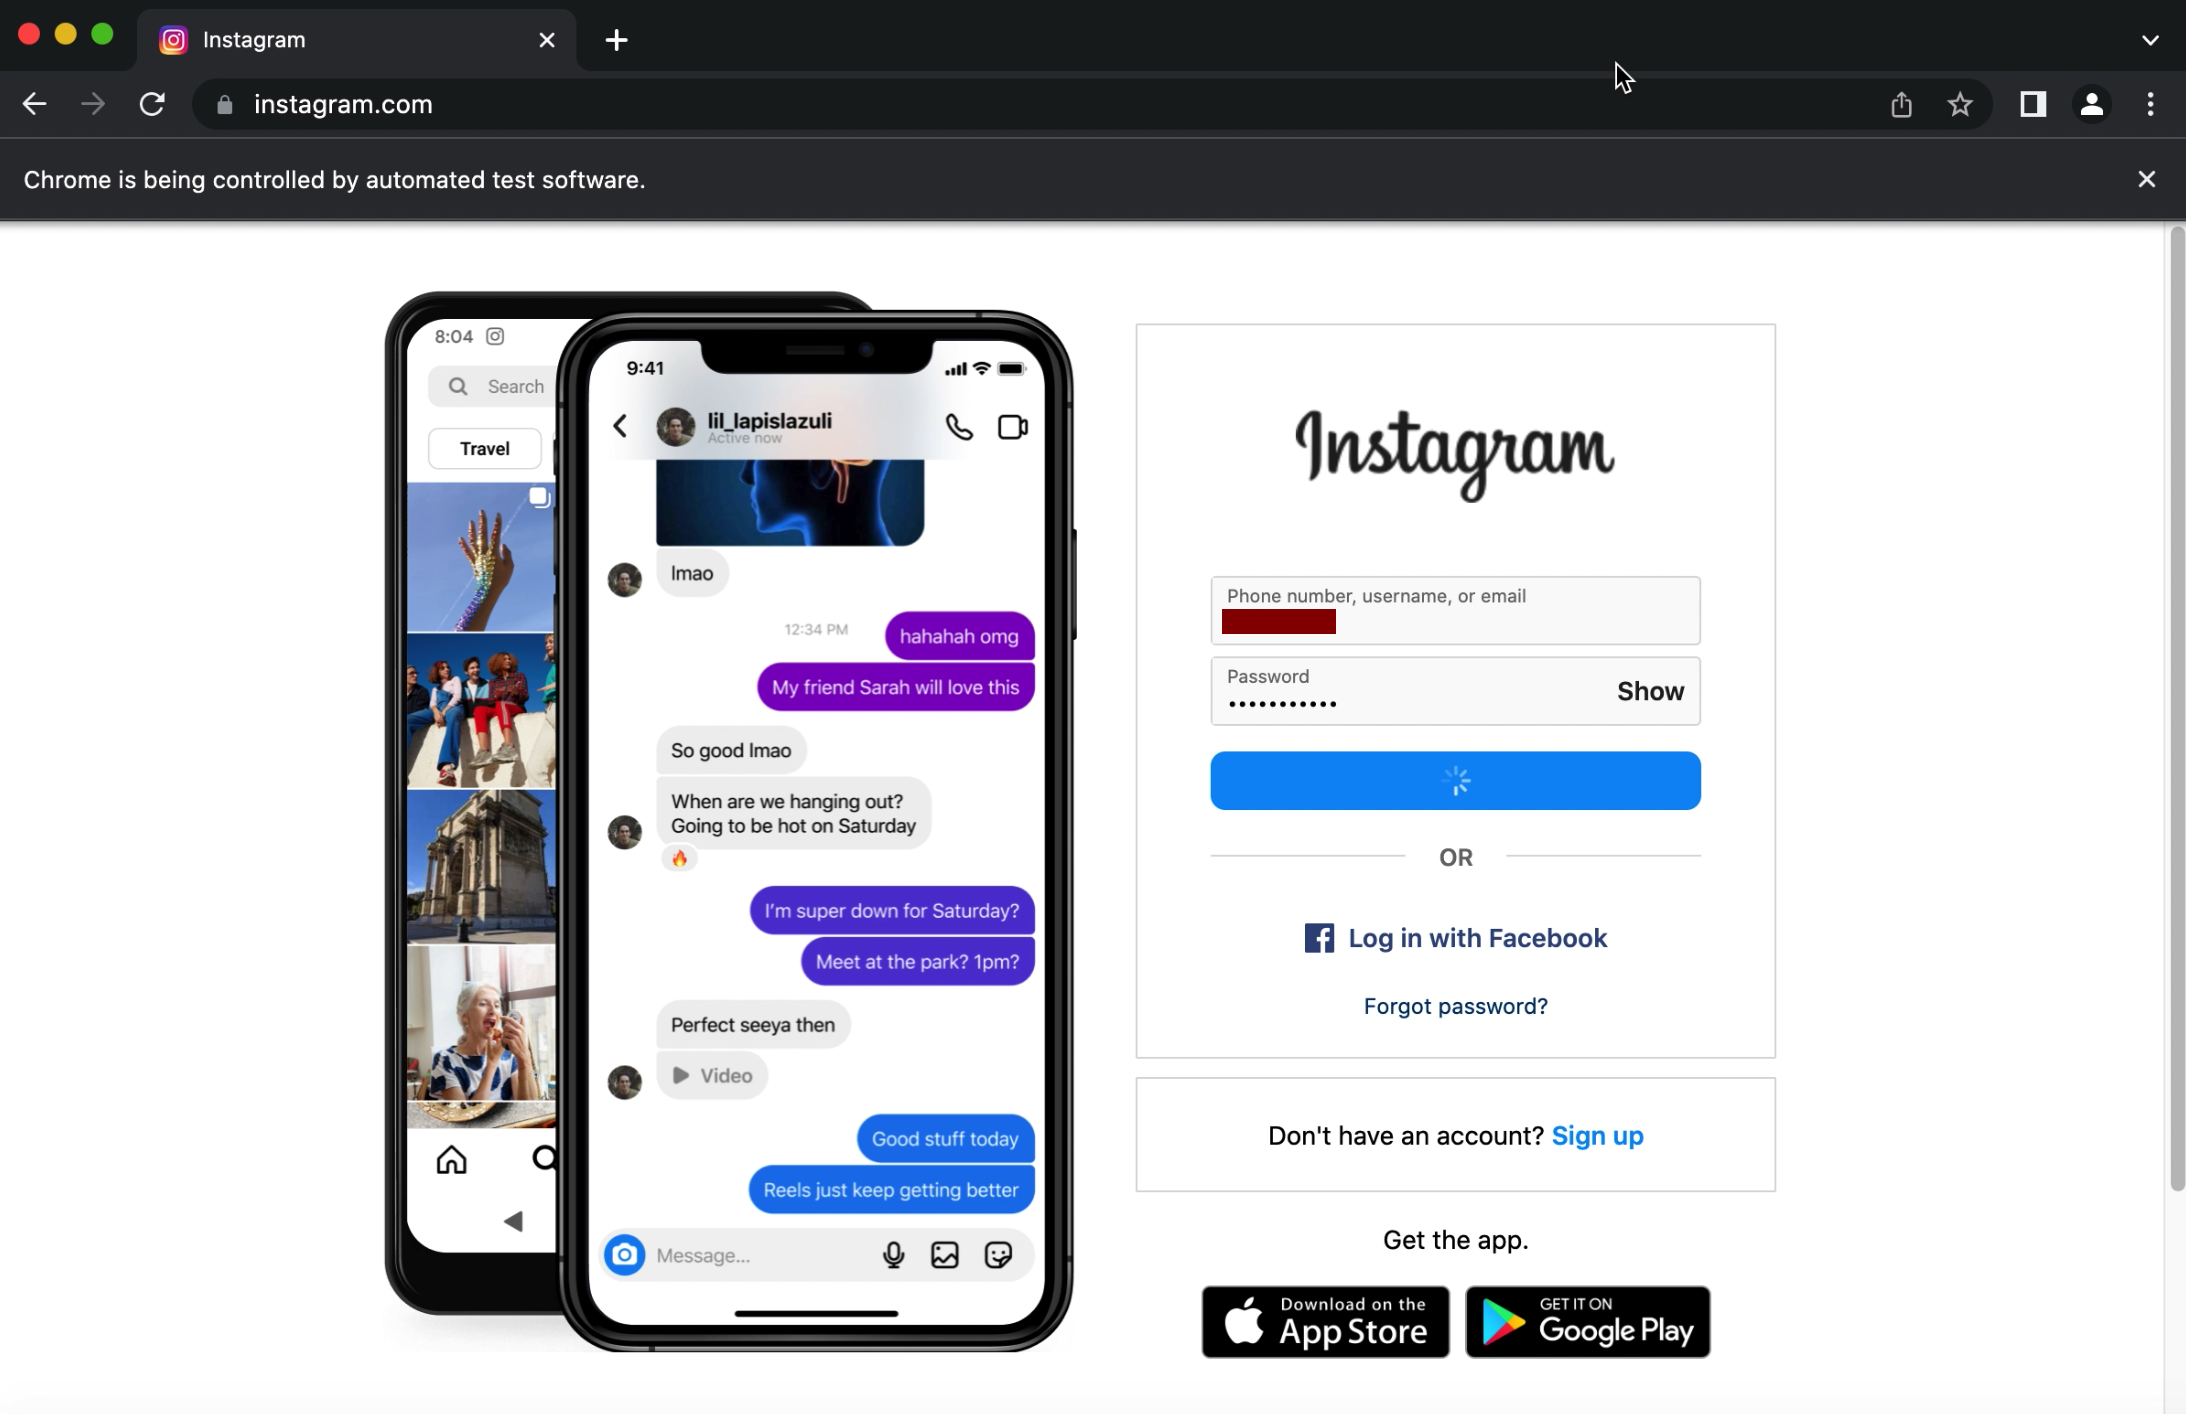 Instagram
instagram.com
Chrome is being controlled by automated test software.
8:04
Search
Travel
9:41
lil_lapislazuli
Active now
lmao
12:34 PM
hahahah omg
My friend Sarah will love this
So good lmao
When are we hanging out?
Going to be hot on Saturday
I'm super down for Saturday?
Meet at the park? 1pm?
Perfect seeya then
Video
Good stuff today
Reels just keep getting better
Message...
Instagram
Phone number, username, or email
Password
Show
OR
Log in with Facebook
Forgot password?
Don't have an account? Sign up
Get the app.
Download on the
App Store
GET IT ON
Google Play